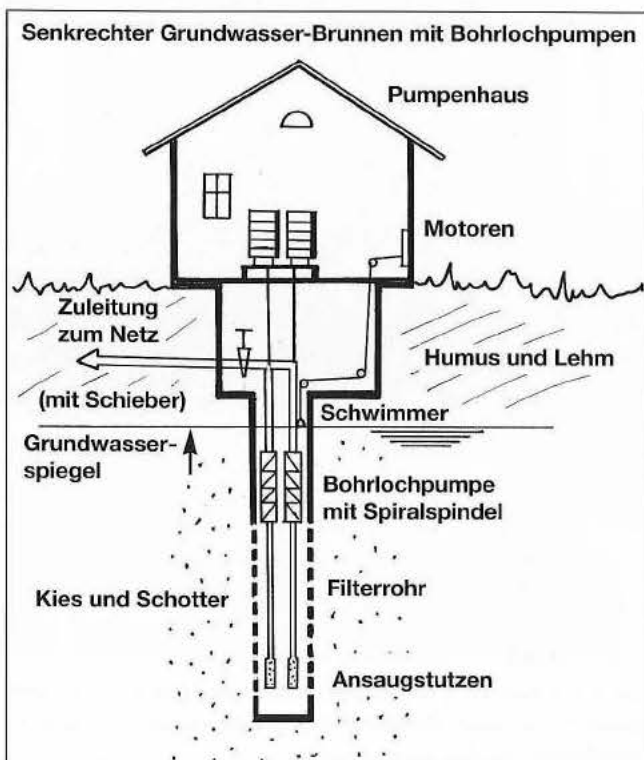 Senkrechter Grundwasser-Brunnen mit Bohrlochpumpen
Pumpenhaus
Motoren
Zuleitung
zum Netz
Humus und Lehm
(mit Schieber)
Schwimmer
Grundwasser-
spiegel
Bohrlochpumpe
mit Spiralspindel
Kies und Schotter
Filterrohr
Ansaugstutzen